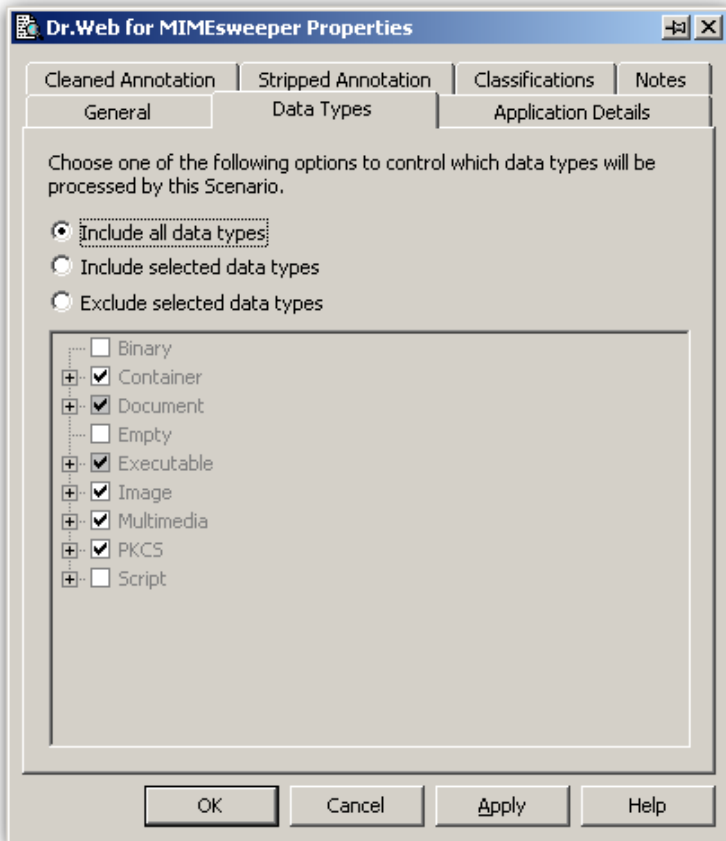 Dr.Web for MIMEsweeper Properties
Cleaned Annotation Stripped Annotation Classifications Notes
General Data Types Application Details
Choose one of the following options to control which data types will be
processed by this Scenario.
Include all data types
Include selected data types
Exclude selected data types
Binary
Container
Document
Empty
Executable
Image
Multimedia
PKCS
Script
OK Cancel Apply Help